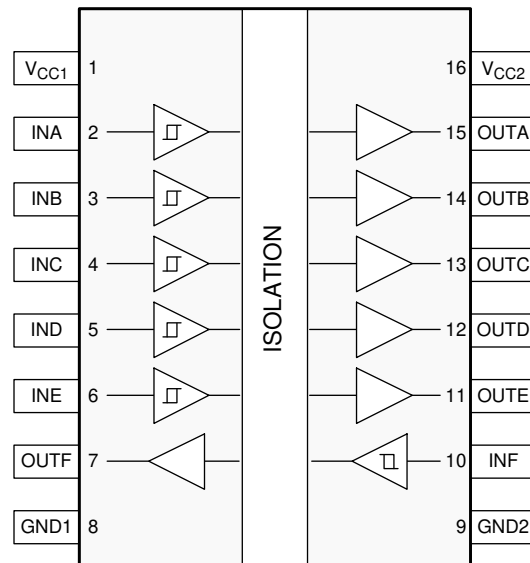 VCC1 1 16 VCC2
INA 2 15 OUTA
INB 3 14 OUTB
INC 4 13 OUTC
IND 5 12 OUTD
INE 6 11 OUTE
OUTF 7 10 INF
GND1 8 9 GND2
ISOLATION